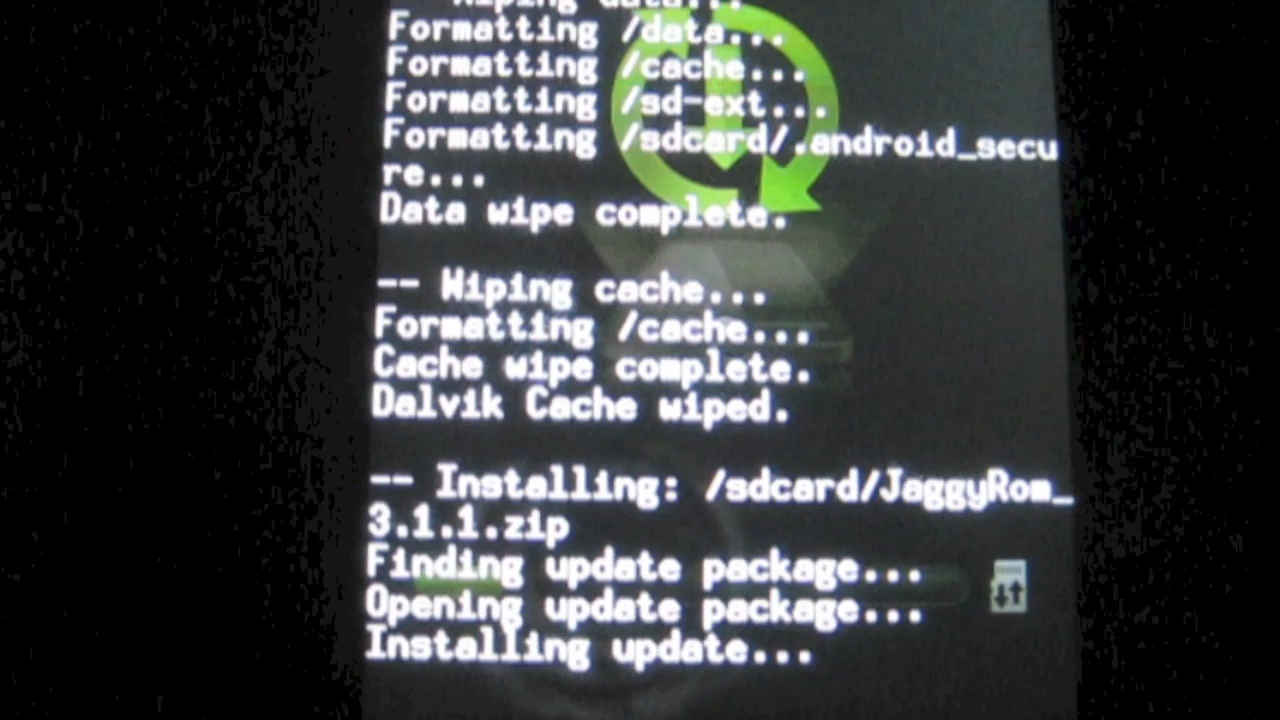 Wiping data...
Formatting /data...
Formatting /cache...
Formatting /sd-ext...
Formatting /sdcard/.android_secu
re...
Data wipe complete.
-- Wiping cache...
Formatting /cache...
Cache wipe complete.
Dalvik Cache wiped.
-- Installing: /sdcard/JaggyRom_
3.1.1.zip
Finding update package...
Opening update package...
Installing update...